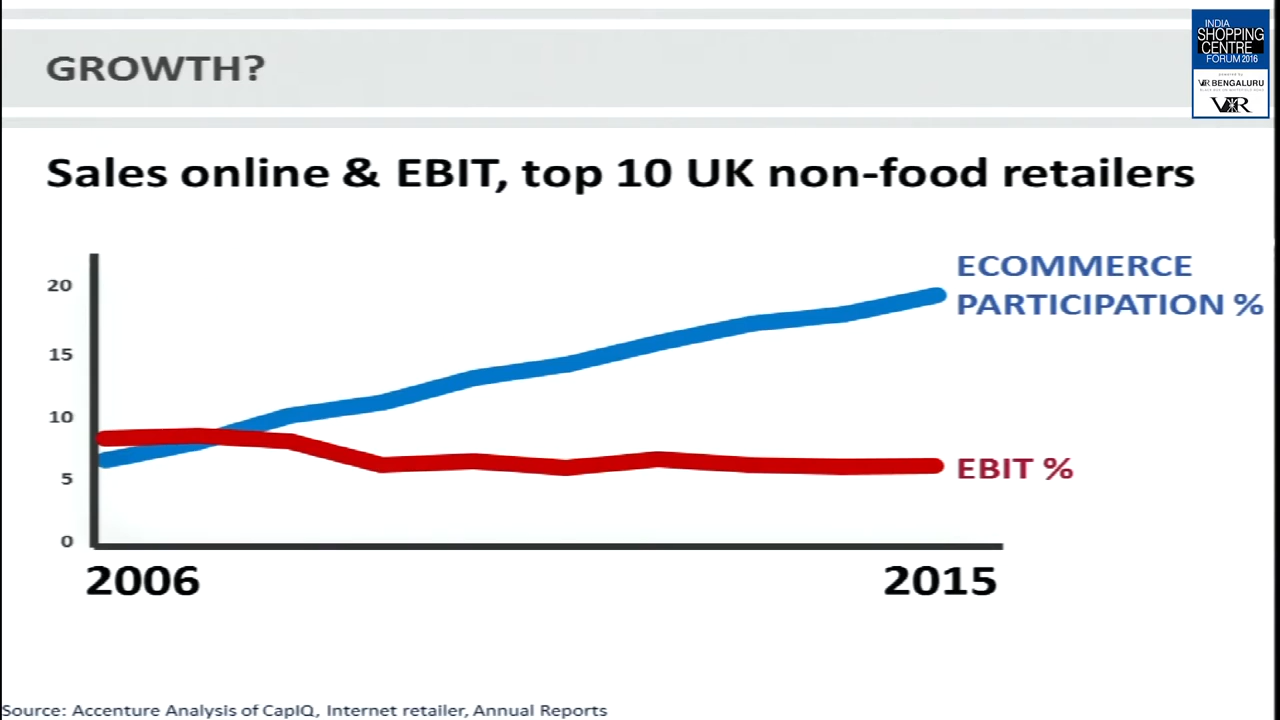 GROWTH?
INDIA
SHOPPING
CENTRE
FORUM 2016
VR BENGALURU
VR
Sales online & EBIT, top 10 UK non-food retailers
20
15
10
5
0
ECOMMERCE
PARTICIPATION %
EBIT %
2006
2015
Source: Accenture Analysis of CapIQ, Internet retailer, Annual Reports